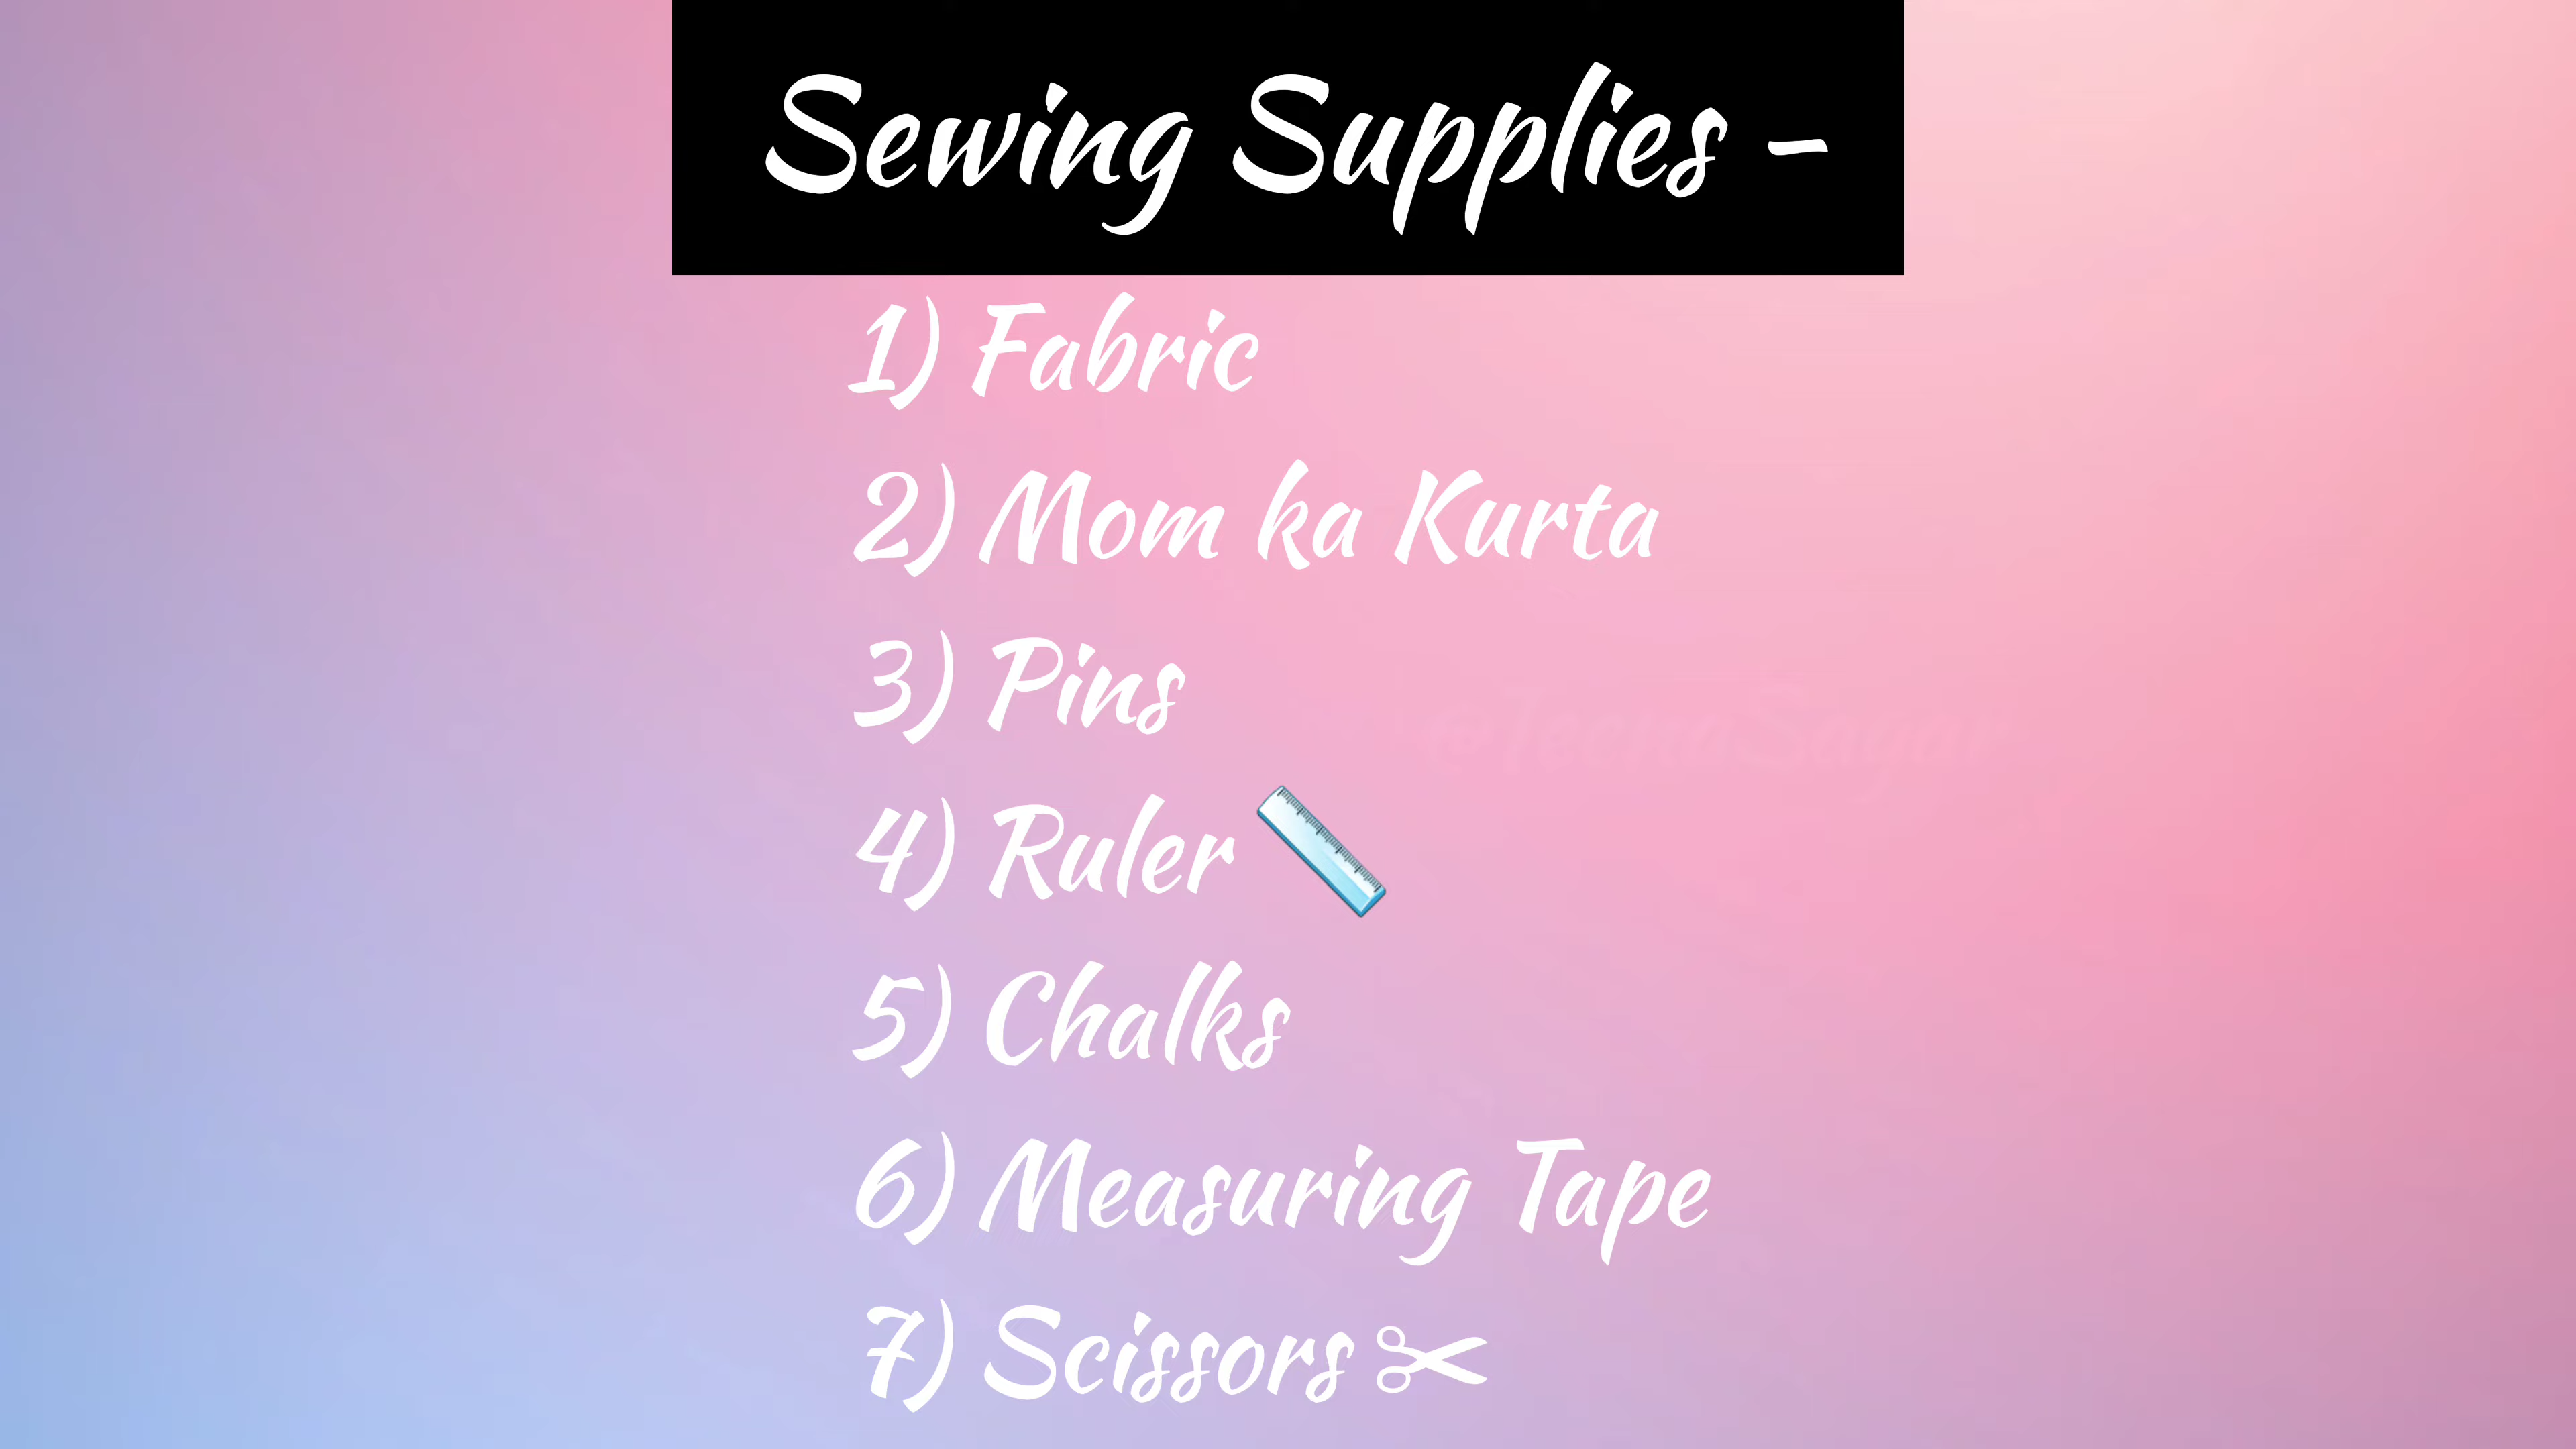 Sewing Supplies -
1) Fabric
2) Mom ka Kurta
3) Pins
4) Ruler 📏
5) Chalks
6) Measuring Tape
7) Scissors ✂